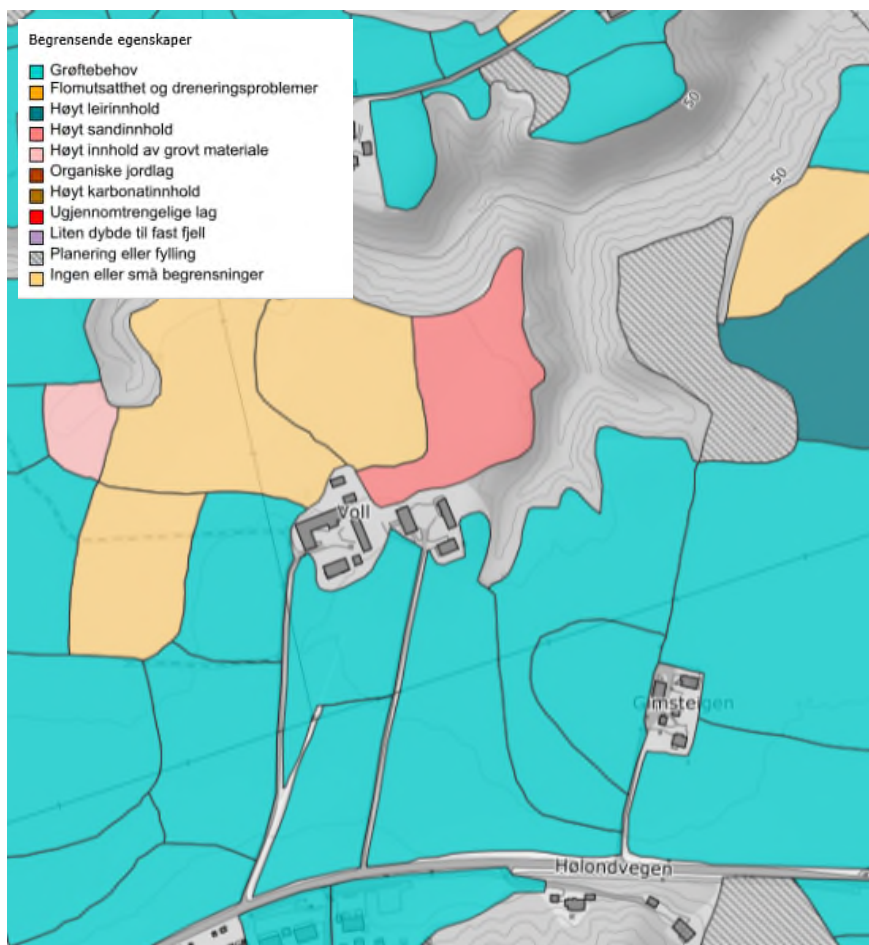 Begrensende egenskaper
Grøftebehov
Flomutsatthet og dreneringsproblemer
Høyt leirinnhold
Høyt sandinnhold
Høyt innhold av grovt materiale
Organiske jordlag
Høyt karbonatinnhold
Ugjennomtrengelige lag
Liten dybde til fast fjell
Planering eller fylling
Ingen eller små begrensninger
50
50
Voll
Gimsteigen
Hølondvegen